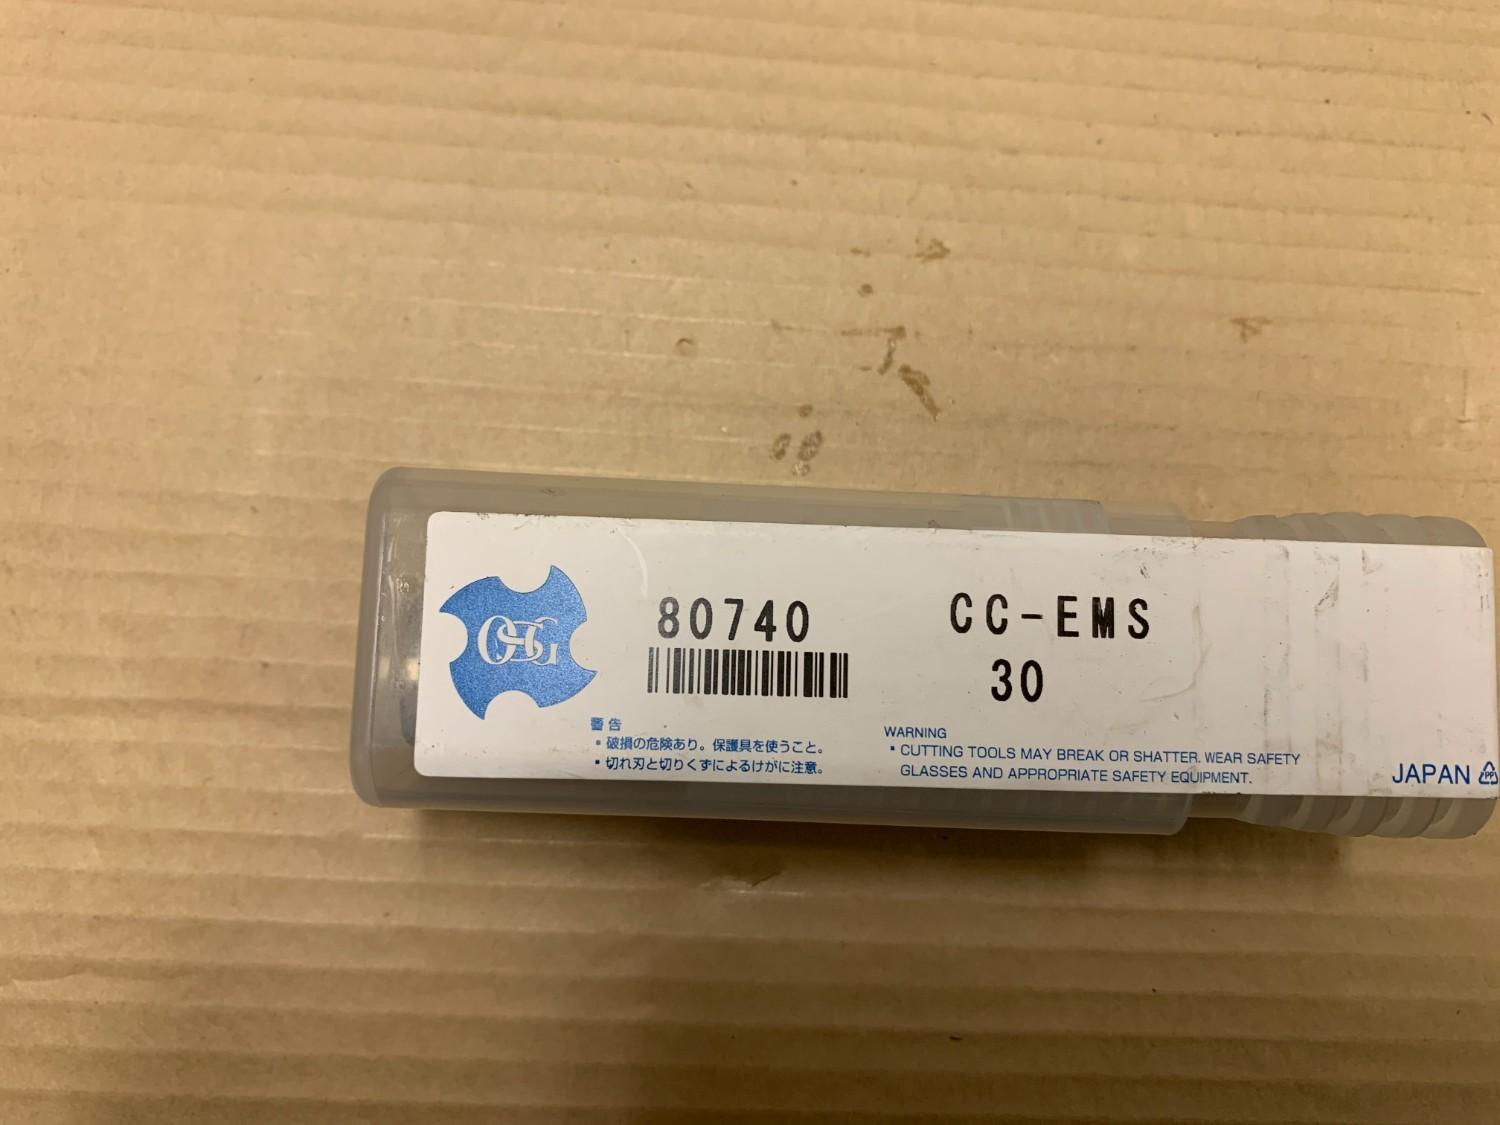 OSG
80740
CC-EMS
30
警告
・破損の危険あり。保護具を使うこと。
・切れ刃と切りくずによるけがに注意。
WARNING
・CUTTING TOOLS MAY BREAK OR SHATTER. WEAR SAFETY
GLASSES AND APPROPRIATE SAFETY EQUIPMENT.
JAPAN
PP